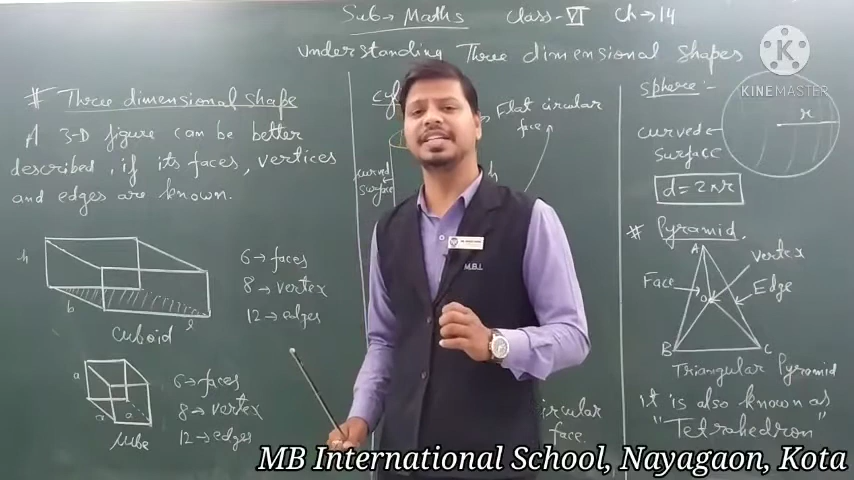 Sub → Maths Class - VI Ch → 14
Understanding Three dimensional shapes
# Three dimensional shape
A 3-D figure can be better
described, if its faces, vertices
and edges are known.
h
b
l
Cuboid
6 → faces
8 → vertex
12 → edges
a
a
a
6 → faces
8 → vertex
12 → edges
Flat circular
face
curved
surface
h
M.B.I.
circular
face.
Sphere :-
r
curved
surface
d = 2πr
# Pyramid.
A
vertex
Face
Edge
O
B
C
Triangular Pyramid
it is also known as
"Tetrahedron"
K
KINEMASTER
MB International School, Nayagaon, Kota